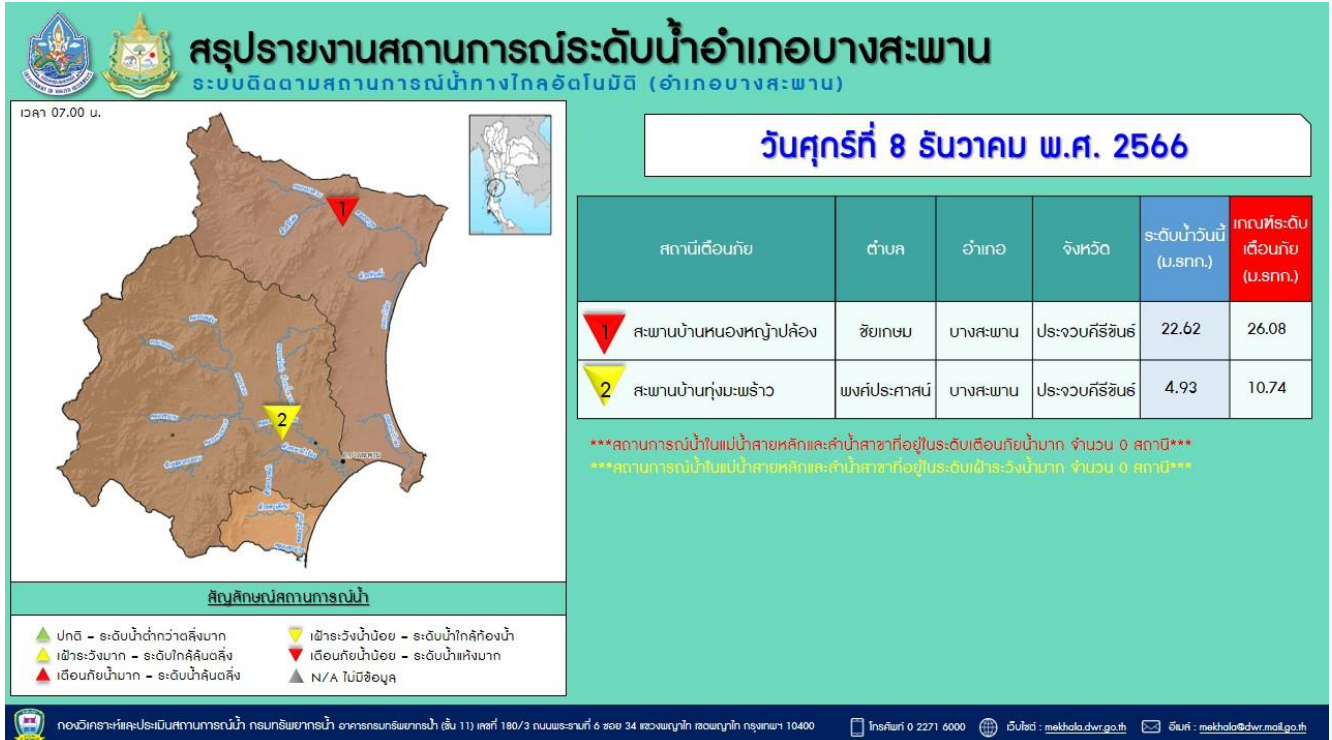 สรุปรายงานสถานการณ์ระดับน้ำอำเภอบางสะพาน
ระบบติดตามสถานการณ์น้ำทางไกลอัตโนมัติ (อำเภอบางสะพาน)
เวลา 07.00 น.
วันศุกร์ที่ 8 ธันวาคม พ.ศ. 2566
สถานีเตือนภัย ตำบล อำเภอ จังหวัด ระดับน้ำวันนี้ (ม.รทก.) เกณฑ์ระดับเตือนภัย (ม.รทก.)
1 สะพานบ้านหนองหญ้าปล้อง ชัยเกษม บางสะพาน ประจวบคีรีขันธ์ 22.62 26.08
2 สะพานบ้านทุ่งมะพร้าว พงศ์ประศาสน์ บางสะพาน ประจวบคีรีขันธ์ 4.93 10.74
***สถานการณ์น้ำในแม่น้ำสายหลักและลำน้ำสาขาที่อยู่ในระดับเตือนภัยน้ำมาก จำนวน 0 สถานี***
***สถานการณ์น้ำในแม่น้ำสายหลักและลำน้ำสาขาที่อยู่ในระดับเฝ้าระวังน้ำมาก จำนวน 0 สถานี***
1
2
สัญลักษณ์สถานการณ์น้ำ
ปกติ - ระดับน้ำต่ำกว่าตลิ่งมาก
เฝ้าระวังมาก - ระดับใกล้ล้นตลิ่ง
เตือนภัยน้ำมาก - ระดับน้ำล้นตลิ่ง
เฝ้าระวังน้ำน้อย - ระดับน้ำใกล้ท้องน้ำ
เตือนภัยน้ำน้อย - ระดับน้ำแห้งมาก
N/A ไม่มีข้อมูล
กองวิเคราะห์และประเมินสถานการณ์น้ำ กรมทรัพยากรน้ำ อาคารกรมทรัพยากรน้ำ (ชั้น 11) เลขที่ 180/3 ถนนพระรามที่ 6 ซอย 34 แขวงพญาไท เขตพญาไท กรุงเทพฯ 10400 โทรศัพท์ 0 2271 6000 เว็บไซต์ : mekhala.dwr.go.th อีเมล์ : mekhala@dwr.mail.go.th